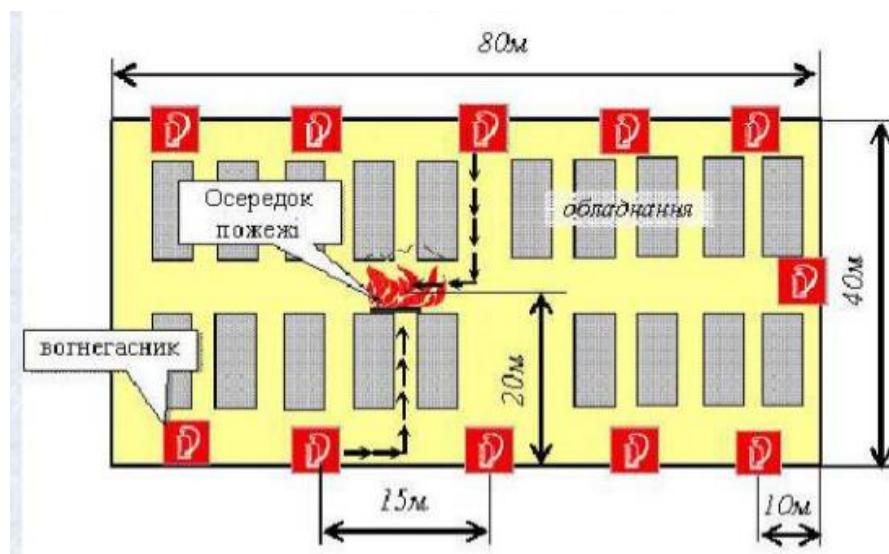 80м
Осередок
пожежі
обладнання
вогнегасник
20м
40м
15м
10м